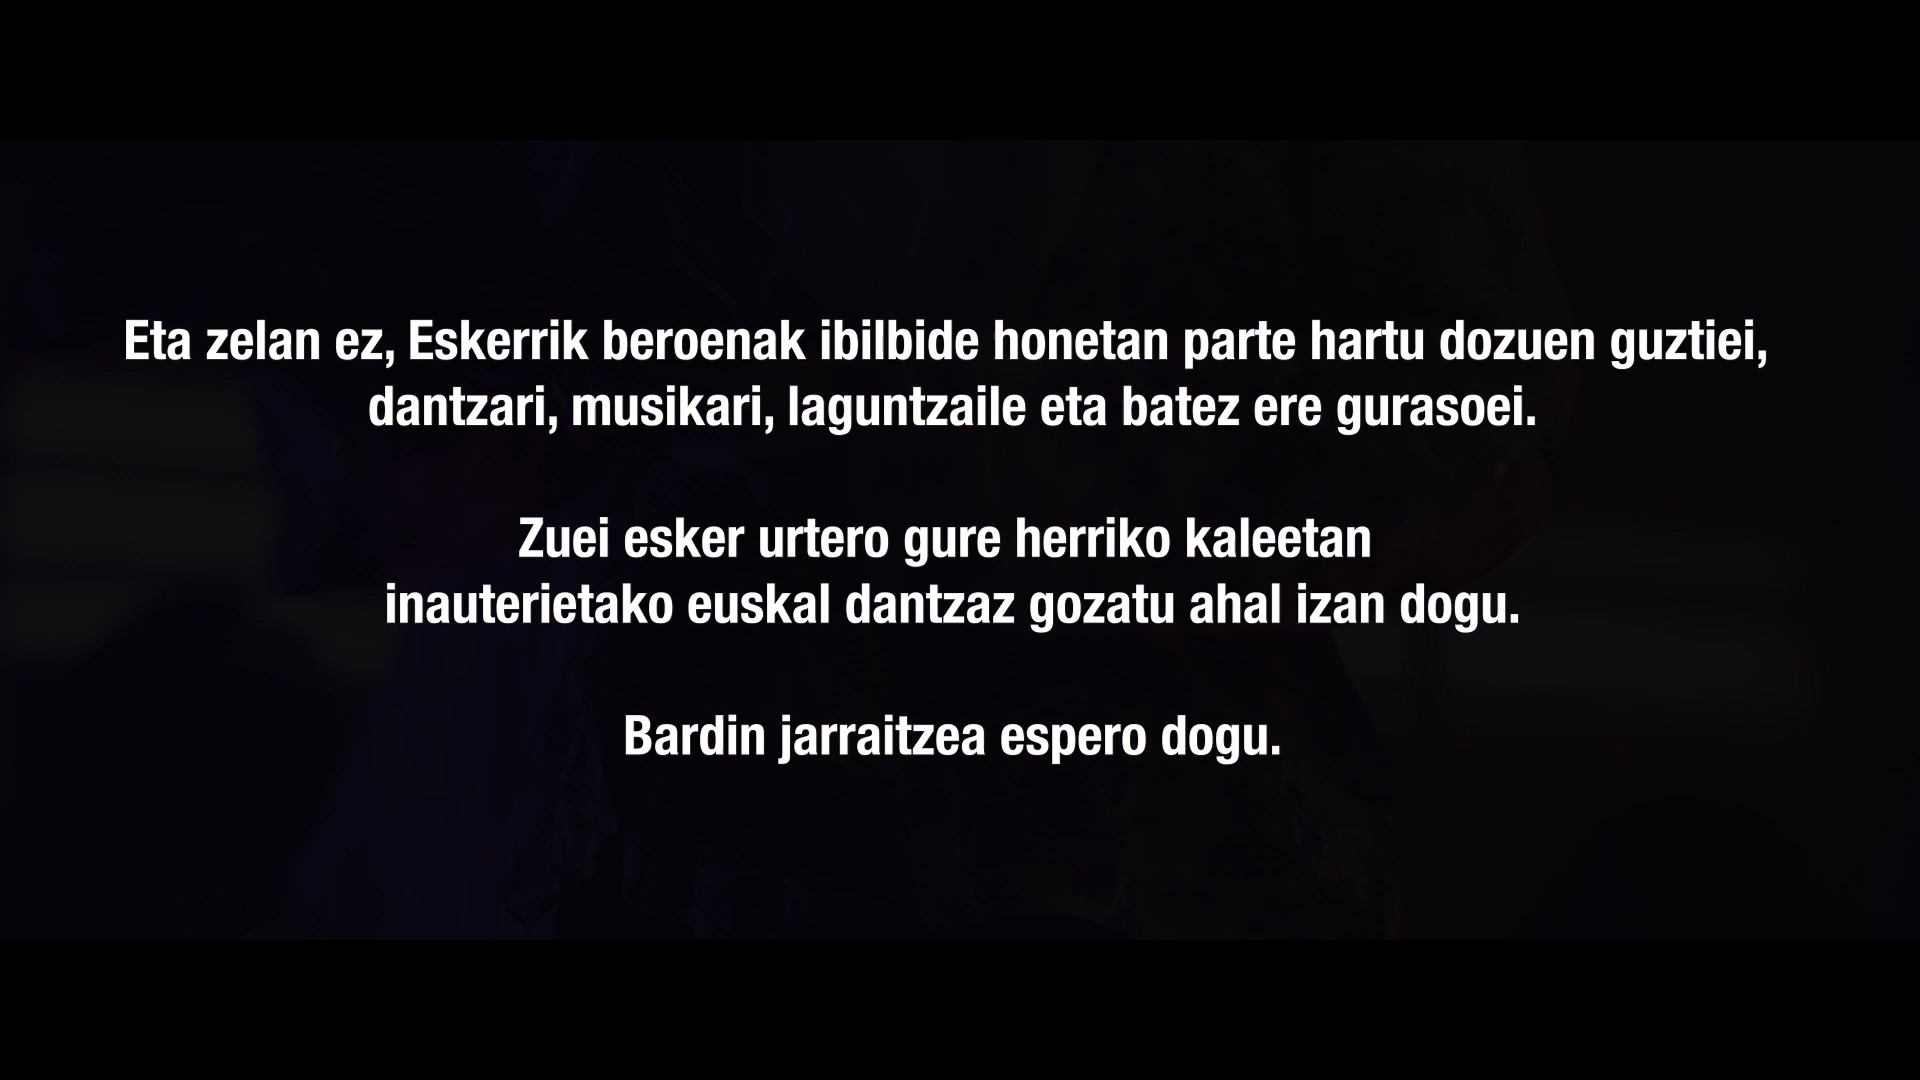 Eta zelan ez, Eskerrik beroenak ibilbide honetan parte hartu dozuen guztiei,
dantzari, musikari, laguntzaile eta batez ere gurasoei.
Zuei esker urtero gure herriko kaleetan
inauterietako euskal dantzaz gozatu ahal izan dogu.
Bardin jarraitzea espero dogu.